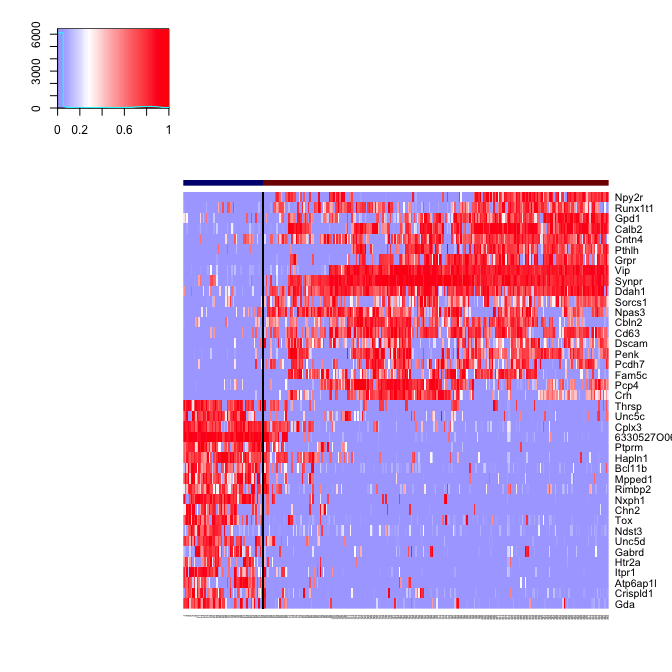 6000
3000
0
0 0.2 0.6 1
Npy2r
Runx1t1
Gpd1
Calb2
Cntn4
Pthlh
Grpr
Vip
Synpr
Ddah1
Sorcs1
Npas3
Cbln2
Cd63
Dscam
Penk
Pcdh7
Fam5c
Pcp4
Crh
Thrsp
Unc5c
Cplx3
6330527O06
Ptprm
Hapln1
Bcl11b
Mpped1
Rimbp2
Nxph1
Chn2
Tox
Ndst3
Unc5d
Gabrd
Htr2a
Itpr1
Atp6ap1l
Crispld1
Gda